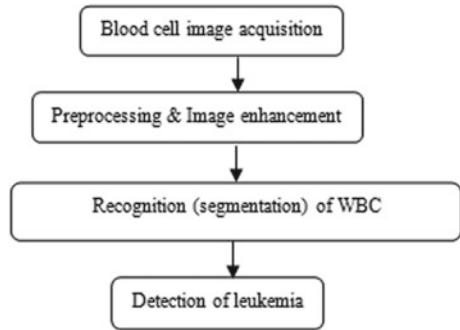 Blood cell image acquisition
Preprocessing & Image enhancement
Recognition (segmentation) of WBC
Detection of leukemia